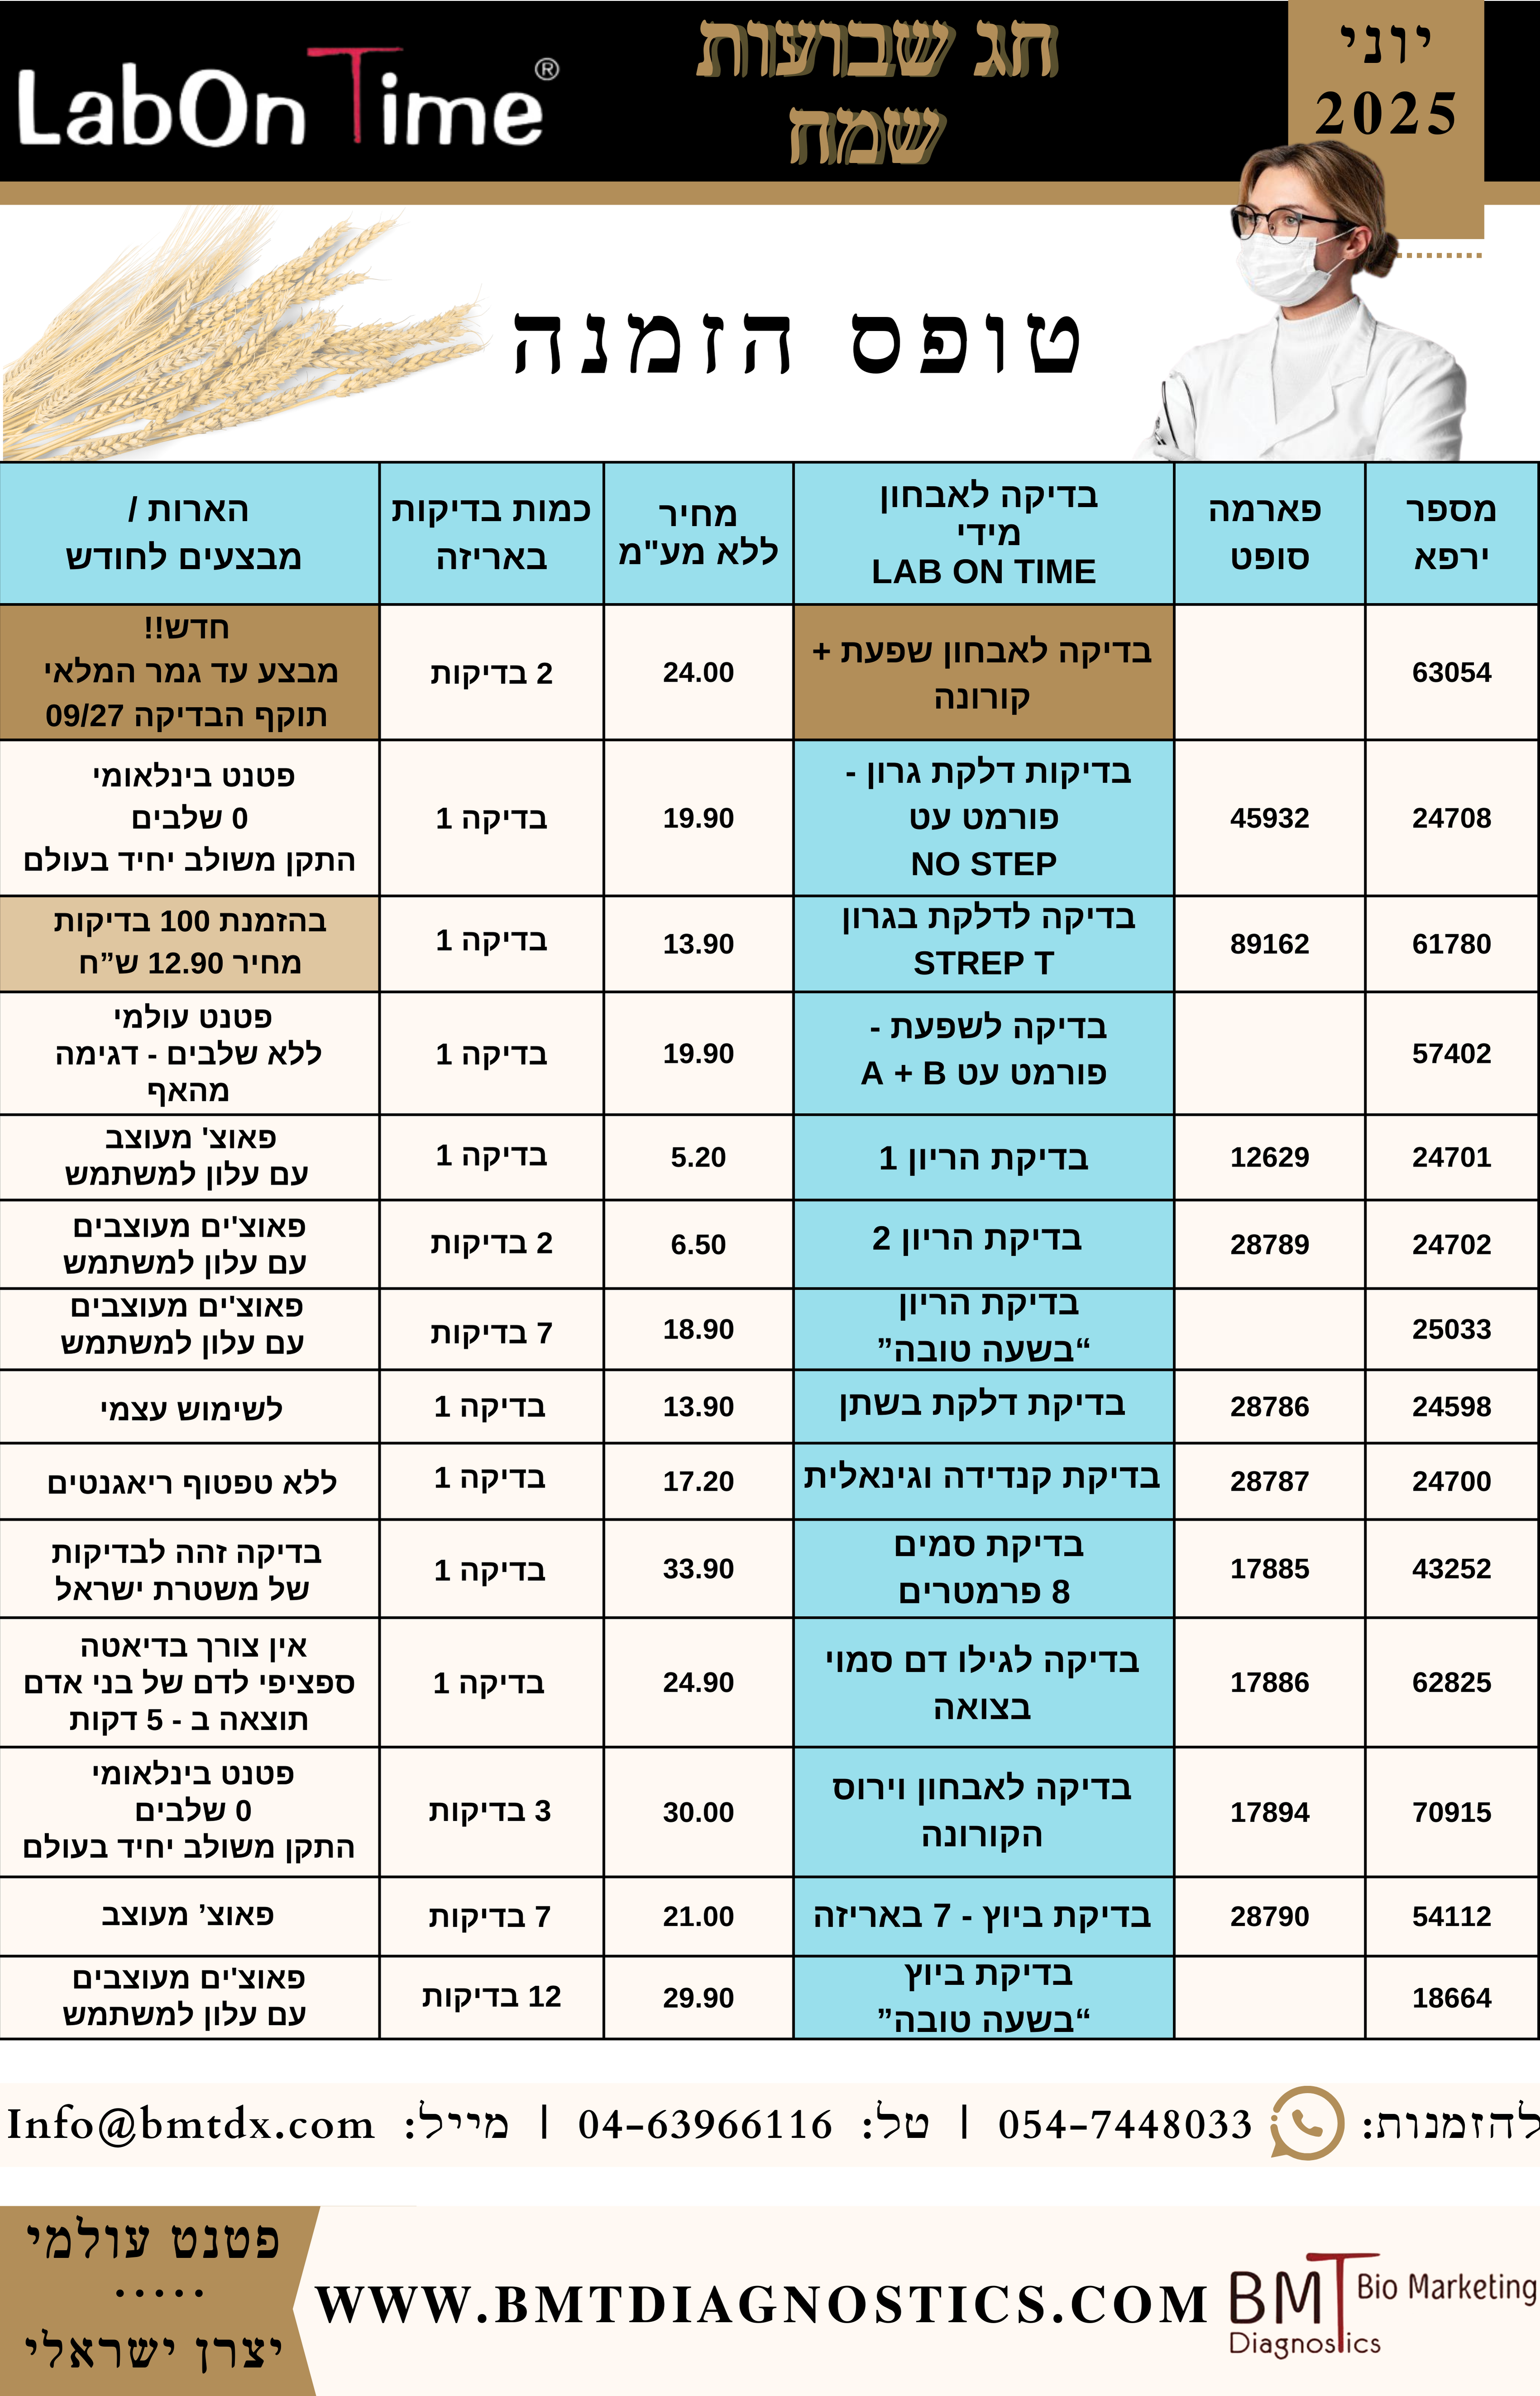 LabOn Time®
חג שבועות
שמח
יוני
2025
טופס הזמנה
מספר
ירפא
פארמה
סופט
בדיקה לאבחון
מידי
LAB ON TIME
מחיר
ללא מע"מ
כמות בדיקות
באריזה
הארות /
מבצעים לחודש
63054
בדיקה לאבחון שפעת +
קורונה
24.00
2 בדיקות
חדש!!
מבצע עד גמר המלאי
תוקף הבדיקה 09/27
24708
45932
בדיקות דלקת גרון -
פורמט עט
NO STEP
19.90
בדיקה 1
פטנט בינלאומי
0 שלבים
התקן משולב יחיד בעולם
61780
89162
בדיקה לדלקת בגרון
STREP T
13.90
בדיקה 1
בהזמנת 100 בדיקות
מחיר 12.90 ש”ח
57402
בדיקה לשפעת -
פורמט עט A + B
19.90
בדיקה 1
פטנט עולמי
ללא שלבים - דגימה
מהאף
24701
12629
בדיקת הריון 1
5.20
בדיקה 1
פאוצ' מעוצב
עם עלון למשתמש
24702
28789
בדיקת הריון 2
6.50
2 בדיקות
פאוצ'ים מעוצבים
עם עלון למשתמש
25033
בדיקת הריון
“בשעה טובה”
18.90
7 בדיקות
פאוצ'ים מעוצבים
עם עלון למשתמש
24598
28786
בדיקת דלקת בשתן
13.90
בדיקה 1
לשימוש עצמי
24700
28787
בדיקת קנדידה וגינאלית
17.20
בדיקה 1
ללא טפטוף ריאגנטים
43252
17885
בדיקת סמים
8 פרמטרים
33.90
בדיקה 1
בדיקה זהה לבדיקות
של משטרת ישראל
62825
17886
בדיקה לגילו דם סמוי
בצואה
24.90
בדיקה 1
אין צורך בדיאטה
ספציפי לדם של בני אדם
תוצאה ב - 5 דקות
70915
17894
בדיקה לאבחון וירוס
הקורונה
30.00
3 בדיקות
פטנט בינלאומי
0 שלבים
התקן משולב יחיד בעולם
54112
28790
בדיקת ביוץ - 7 באריזה
21.00
7 בדיקות
פאוצ’ מעוצב
18664
בדיקת ביוץ
“בשעה טובה”
29.90
12 בדיקות
פאוצ'ים מעוצבים
עם עלון למשתמש
להזמנות: 054-7448033 | טל: 04-63966116 | מייל: Info@bmtdx.com
פטנט עולמי
.....
יצרן ישראלי
WWW.BMTDIAGNOSTICS.COM
BMT Bio Marketing
Diagnostics